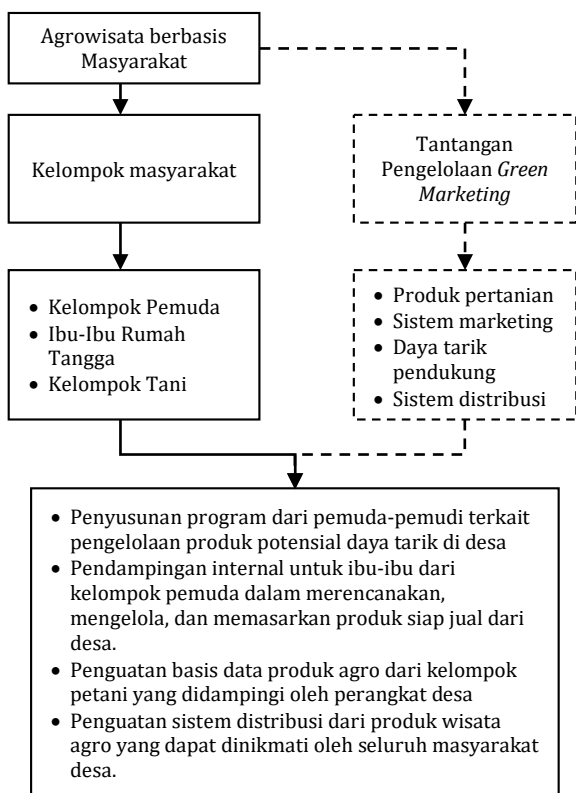 Agrowisata berbasis
Masyarakat
Kelompok masyarakat
Tantangan
Pengelolaan Green
Marketing
• Kelompok Pemuda
• Ibu-Ibu Rumah
Tangga
• Kelompok Tani
• Produk pertanian
• Sistem marketing
• Daya tarik
pendukung
• Sistem distribusi
• Penyusunan program dari pemuda-pemudi terkait
pengelolaan produk potensial daya tarik di desa
• Pendampingan internal untuk ibu-ibu dari
kelompok pemuda dalam merencanakan,
mengelola, dan memasarkan produk siap jual dari
desa.
• Penguatan basis data produk agro dari kelompok
petani yang didampingi oleh perangkat desa
• Penguatan sistem distribusi dari produk wisata
agro yang dapat dinikmati oleh seluruh masyarakat
desa.